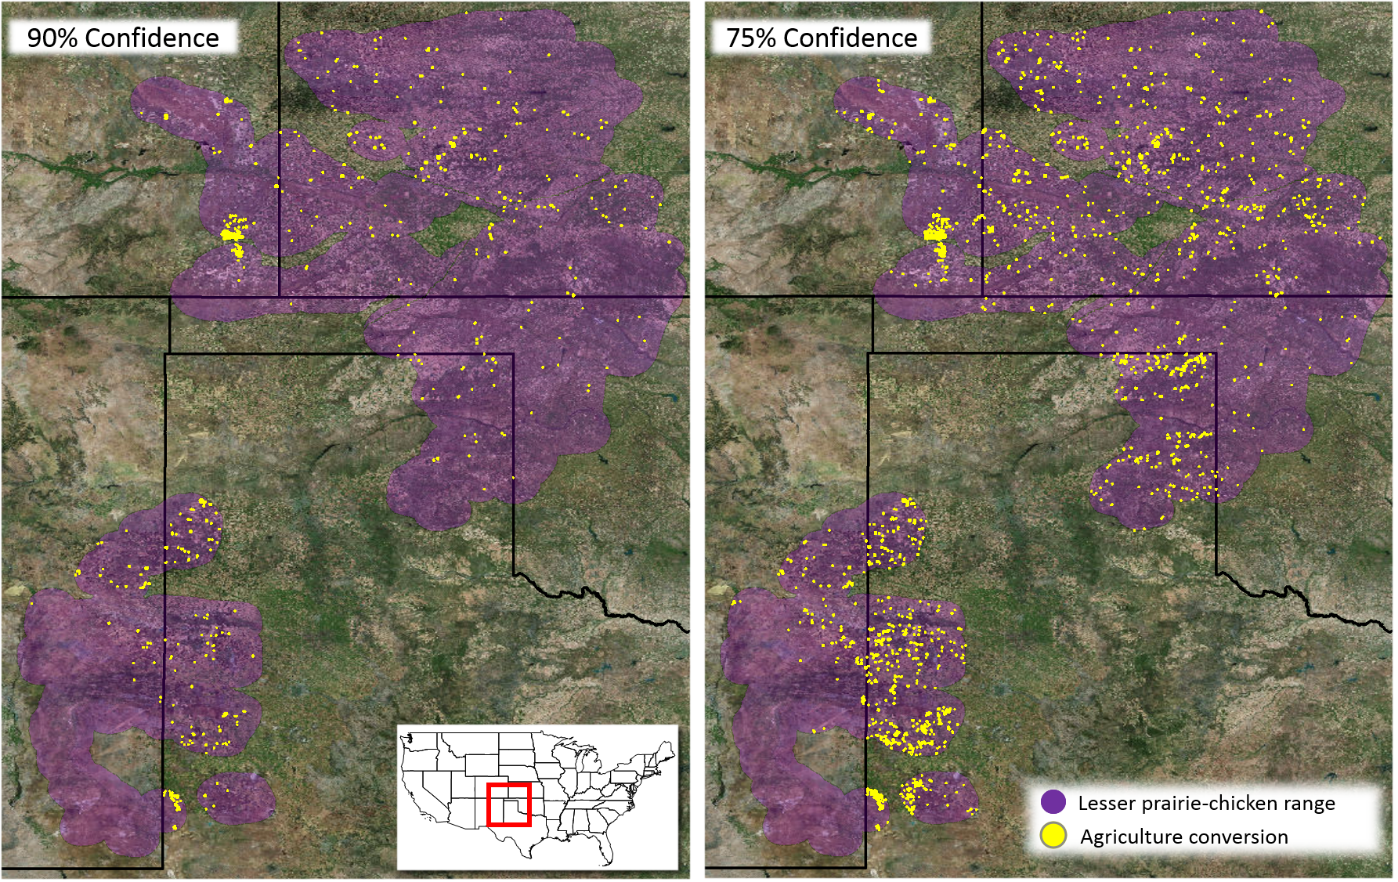 90% Confidence
75% Confidence
Lesser prairie-chicken range
Agriculture conversion